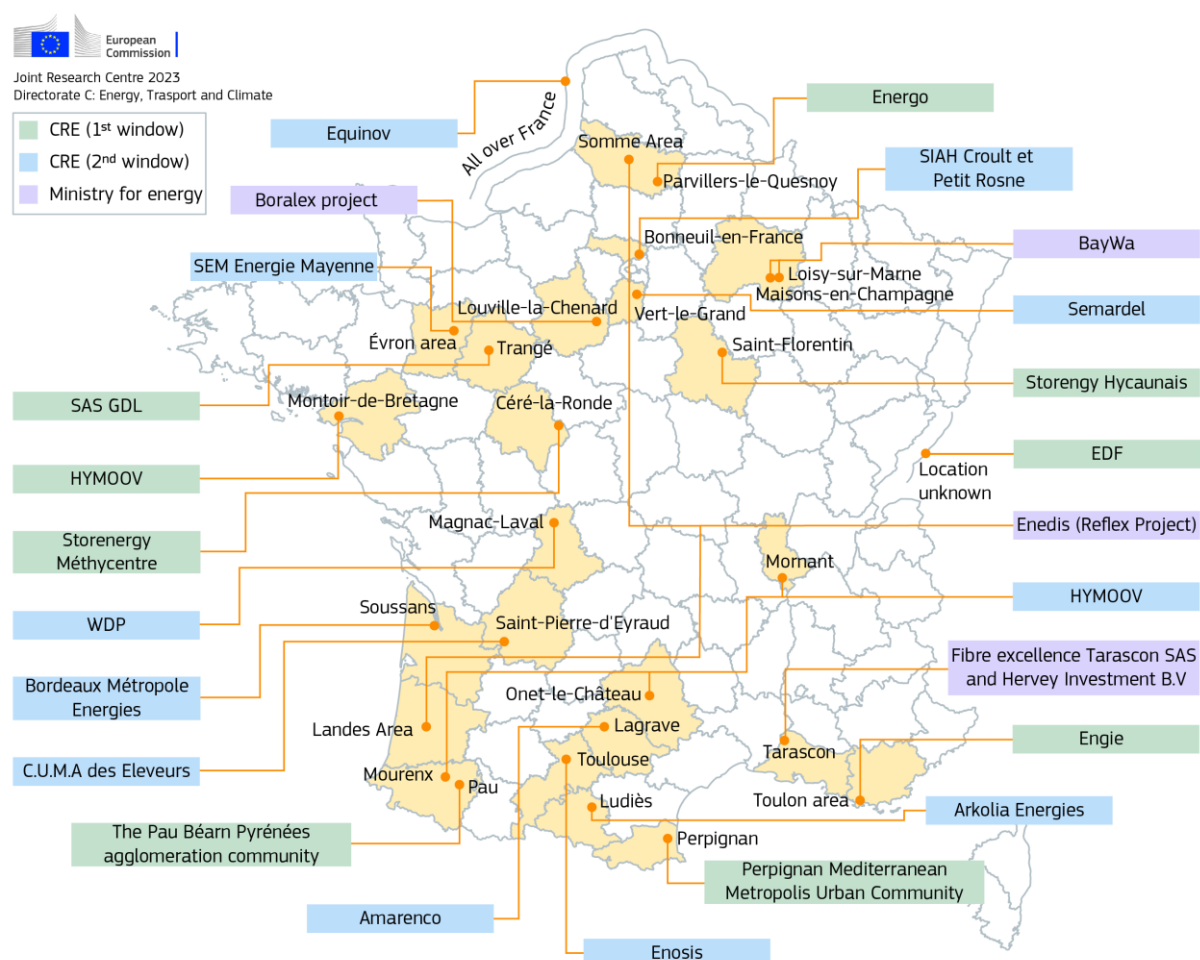 European
Commission
Joint Research Centre 2023
Directorate C: Energy, Trasport and Climate
CRE (1st window)
CRE (2nd window)
Ministry for energy
Equinov
All over France
Energo
Somme Area
Parvillers-le-Quesnoy
SIAH Croult et
Petit Rosne
Boralex project
Bonneuil-en-France
BayWa
SEM Energie Mayenne
Loisy-sur-Marne
Maisons-en-Champagne
Louville-la-Chenard
Vert-le-Grand
Semardel
Évron area
Trangé
Saint-Florentin
Storengy Hycaunais
SAS GDL
Montoir-de-Bretagne
Céré-la-Ronde
EDF
Location
unknown
HYMOOV
Magnac-Laval
Enedis (Reflex Project)
Storenergy
Méthycentre
Mornant
HYMOOV
WDP
Soussans
Saint-Pierre-d'Eyraud
Fibre excellence Tarascon SAS
and Hervey Investment B.V
Bordeaux Métropole
Energies
Onet-le-Château
Landes Area
Lagrave
Engie
Tarascon
C.U.M.A des Eleveurs
Toulouse
Mourenx
Pau
Ludiès
Toulon area
Arkolia Energies
The Pau Béarn Pyrénées
agglomeration community
Perpignan
Perpignan Mediterranean
Metropolis Urban Community
Amarenco
Enosis